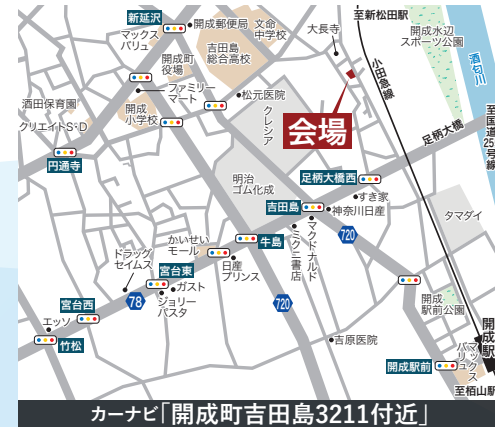 新延沢
開成郵便局
マックス
バリュ
文命
中学校
大長寺
至新松田駅
開成水辺
スポーツ公園
酒匂川
開成町
役場
吉田島
総合高校
小田急線
ファミリー
マート
松元医院
酒田保育園
開成
小学校
クリエイトS・D
クレシア
会場
足柄大橋
至国道255号線
円通寺
明治
ゴム化成
足柄大橋西
すき家
吉田島
神奈川日産
タマダイ
マクドナルド
ミクニ書店
720
かいせい
モール
牛島
ドラッグ
セイムス
宮台東
日産
プリンス
ガスト
78
ジョリー
パスタ
720
宮台西
エッソ
竹松
吉原医院
開成
駅前公園
開成駅
マックス
バリュ
開成駅前
至栢山駅
カーナビ「開成町吉田島3211付近」